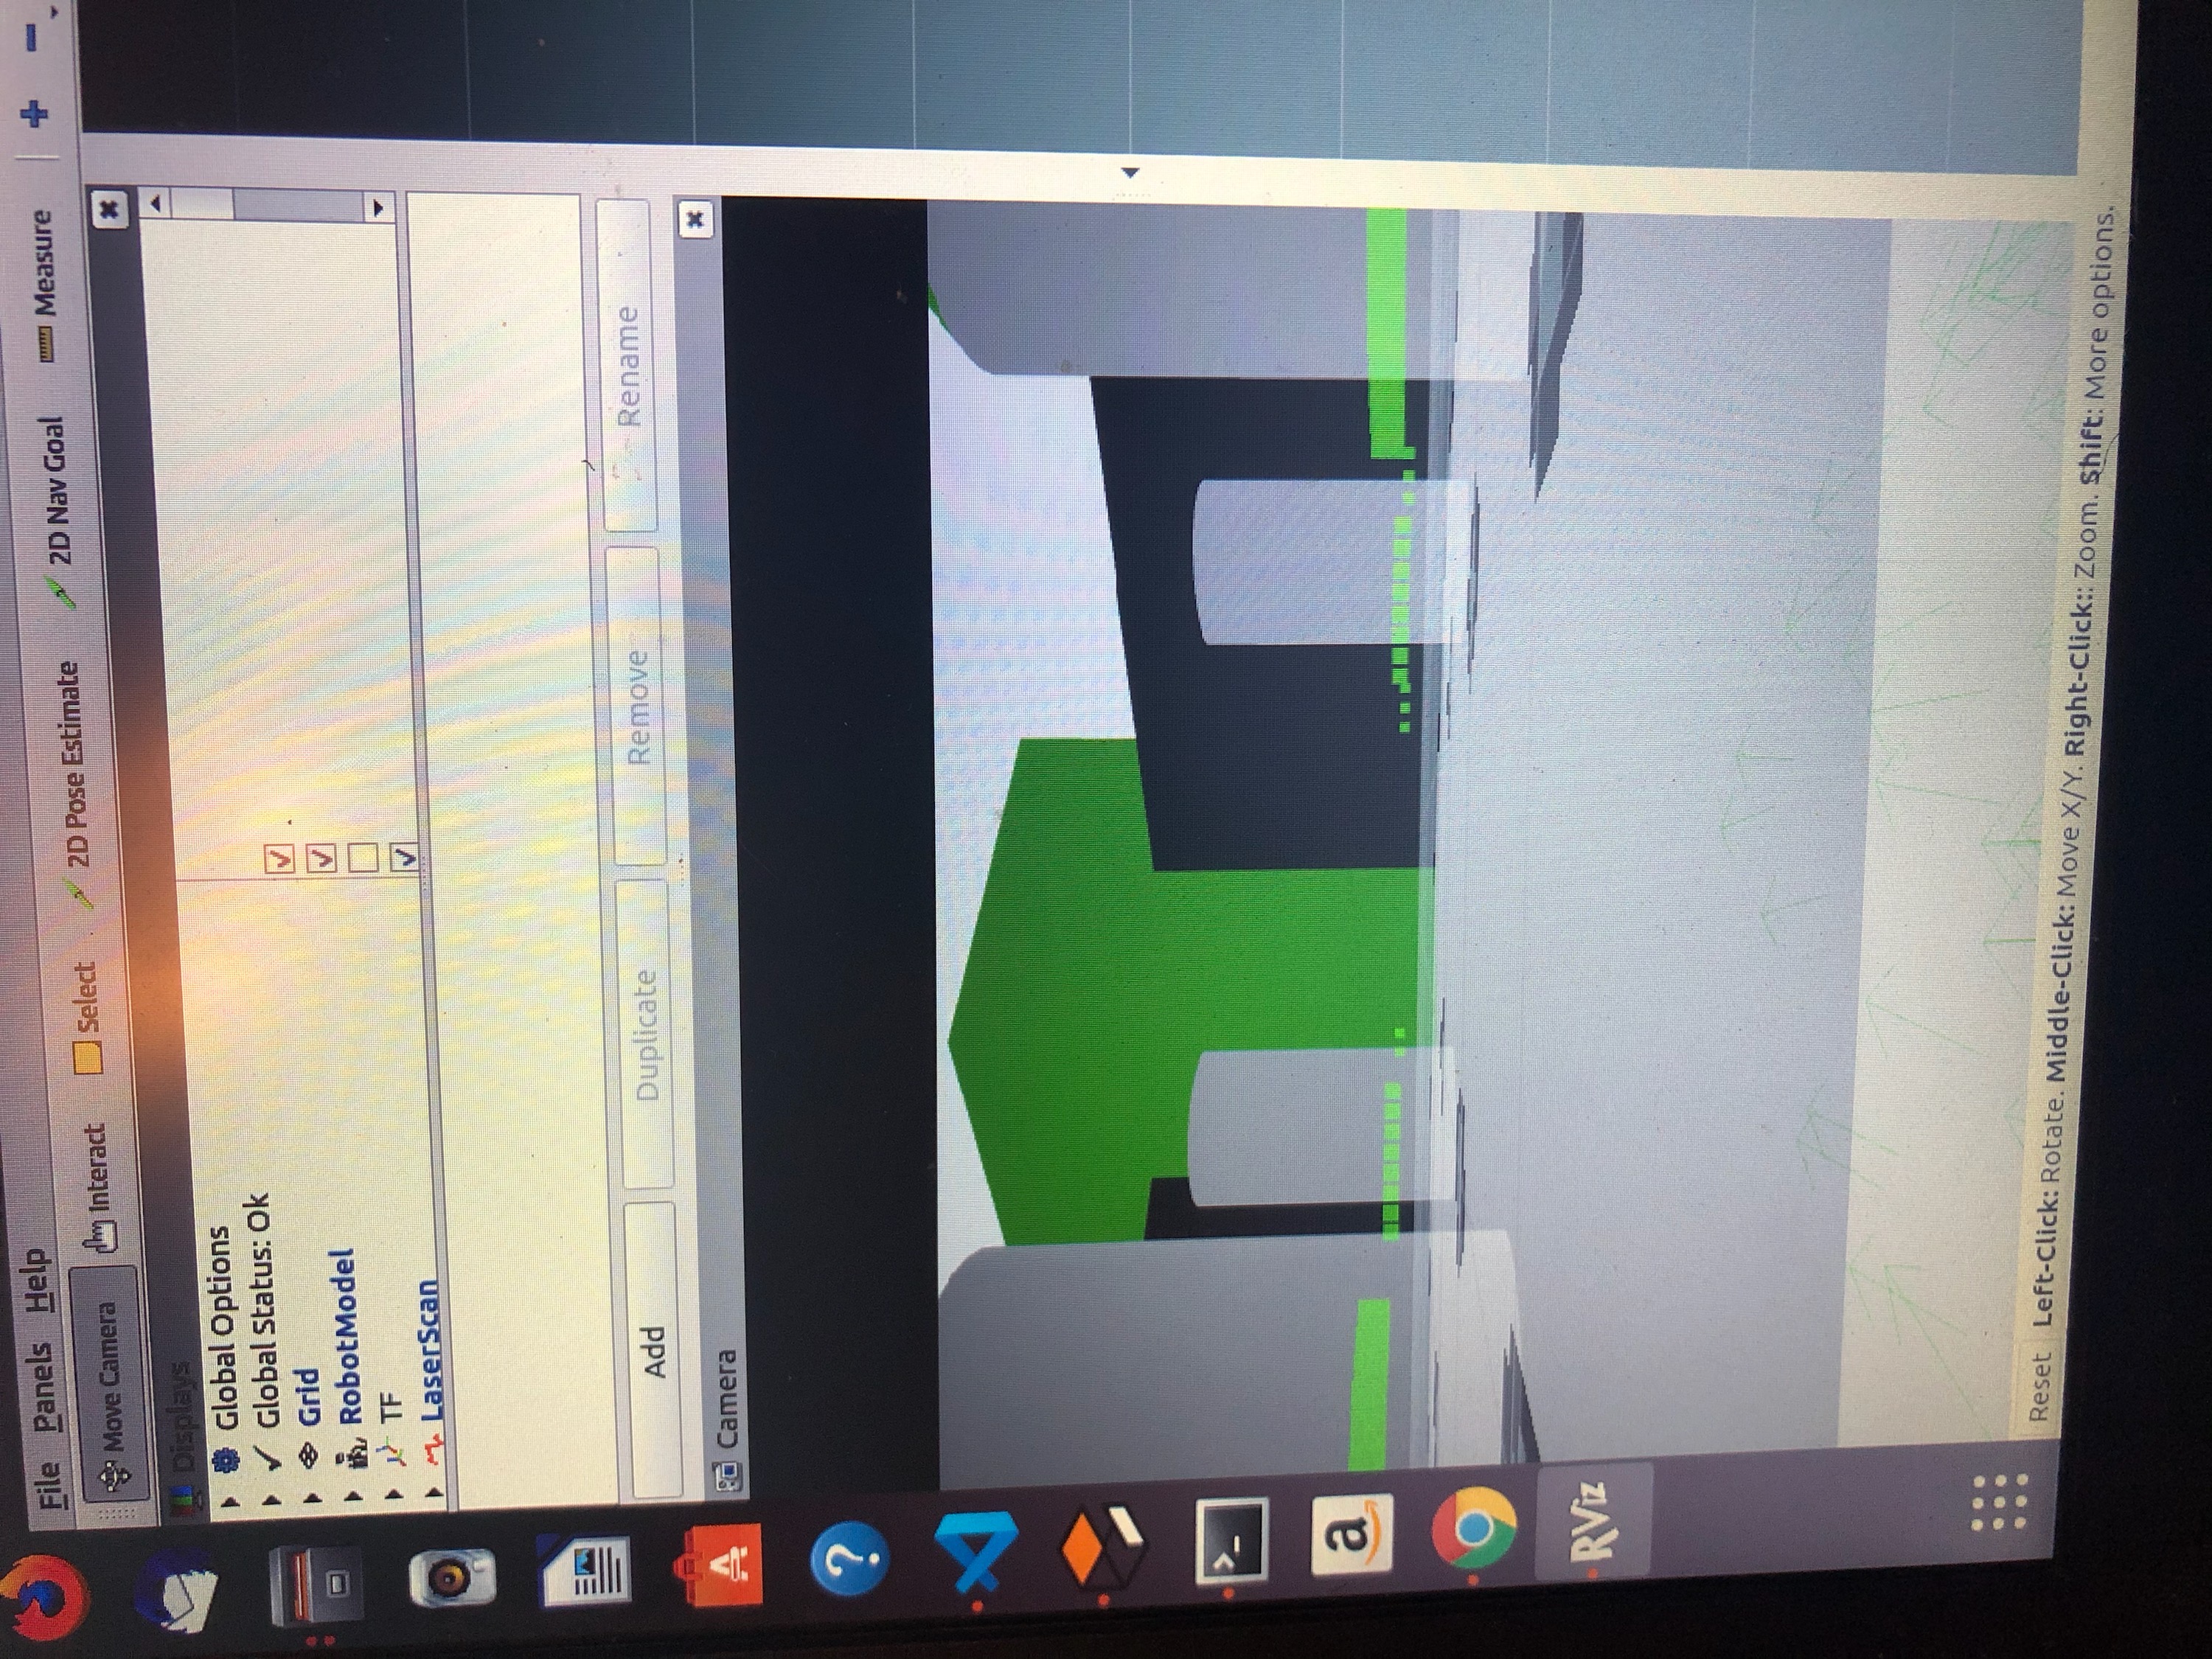 File Panels Help
Move Camera Interact Select 2D Pose Estimate 2D Nav Goal Measure
Displays
Global Options
Global Status: Ok
Grid
RobotModel
TF
LaserScan
Add Duplicate Remove Rename
Camera
A
?
a
RViz
Reset Left-Click: Rotate. Middle-Click: Move X/Y. Right-Click:: Zoom. Shift: More options.